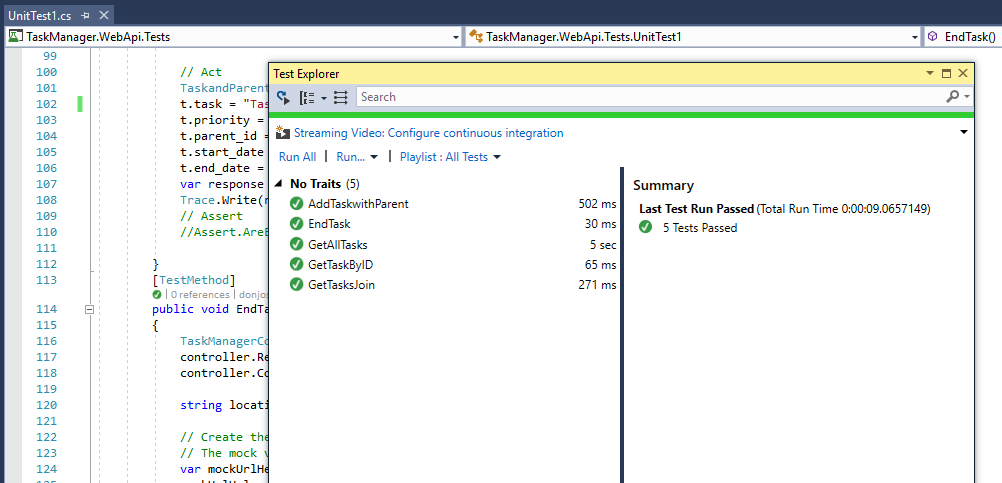 UnitTest1.cs
TaskManager.WebApi.Tests
TaskManager.WebApi.Tests.UnitTest1
EndTask()
99
100 // Act
101 TaskandParent
102 t.task = "Tas
103 t.priority =
104 t.parent_id =
105 t.start_date
106 t.end_date =
107 var response
108 Trace.Write(r
109 // Assert
110 //Assert.AreE
111
112 }
113 [TestMethod]
0 references | donjos
114 public void EndTa
115 {
116 TaskManagerCo
117 controller.Re
118 controller.Co
119
120 string locati
121
122 // Create the
123 // The mock v
124 var mockUrlHe
Test Explorer
Search
Streaming Video: Configure continuous integration
Run All | Run... | Playlist : All Tests
No Traits (5)
AddTaskwithParent 502 ms
EndTask 30 ms
GetAllTasks 5 sec
GetTaskByID 65 ms
GetTasksJoin 271 ms
Summary
Last Test Run Passed (Total Run Time 0:00:09.0657149)
5 Tests Passed